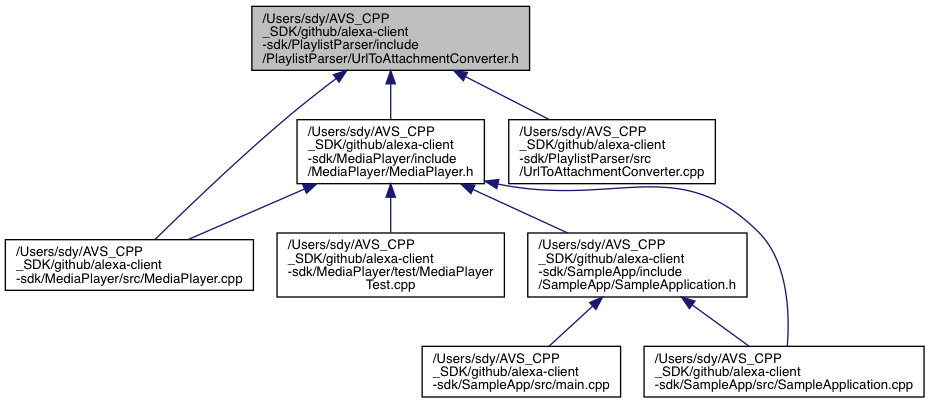 /Users/sdy/AVS_CPP
_SDK/github/alexa-client
-sdk/PlaylistParser/include
/PlaylistParser/UrlToAttachmentConverter.h
/Users/sdy/AVS_CPP
_SDK/github/alexa-client
-sdk/MediaPlayer/include
/MediaPlayer/MediaPlayer.h
/Users/sdy/AVS_CPP
_SDK/github/alexa-client
-sdk/PlaylistParser/src
/UrlToAttachmentConverter.cpp
/Users/sdy/AVS_CPP
_SDK/github/alexa-client
-sdk/MediaPlayer/src/MediaPlayer.cpp
/Users/sdy/AVS_CPP
_SDK/github/alexa-client
-sdk/MediaPlayer/test/MediaPlayer
Test.cpp
/Users/sdy/AVS_CPP
_SDK/github/alexa-client
-sdk/SampleApp/include
/SampleApp/SampleApplication.h
/Users/sdy/AVS_CPP
_SDK/github/alexa-client
-sdk/SampleApp/src/main.cpp
/Users/sdy/AVS_CPP
_SDK/github/alexa-client
-sdk/SampleApp/src/SampleApplication.cpp